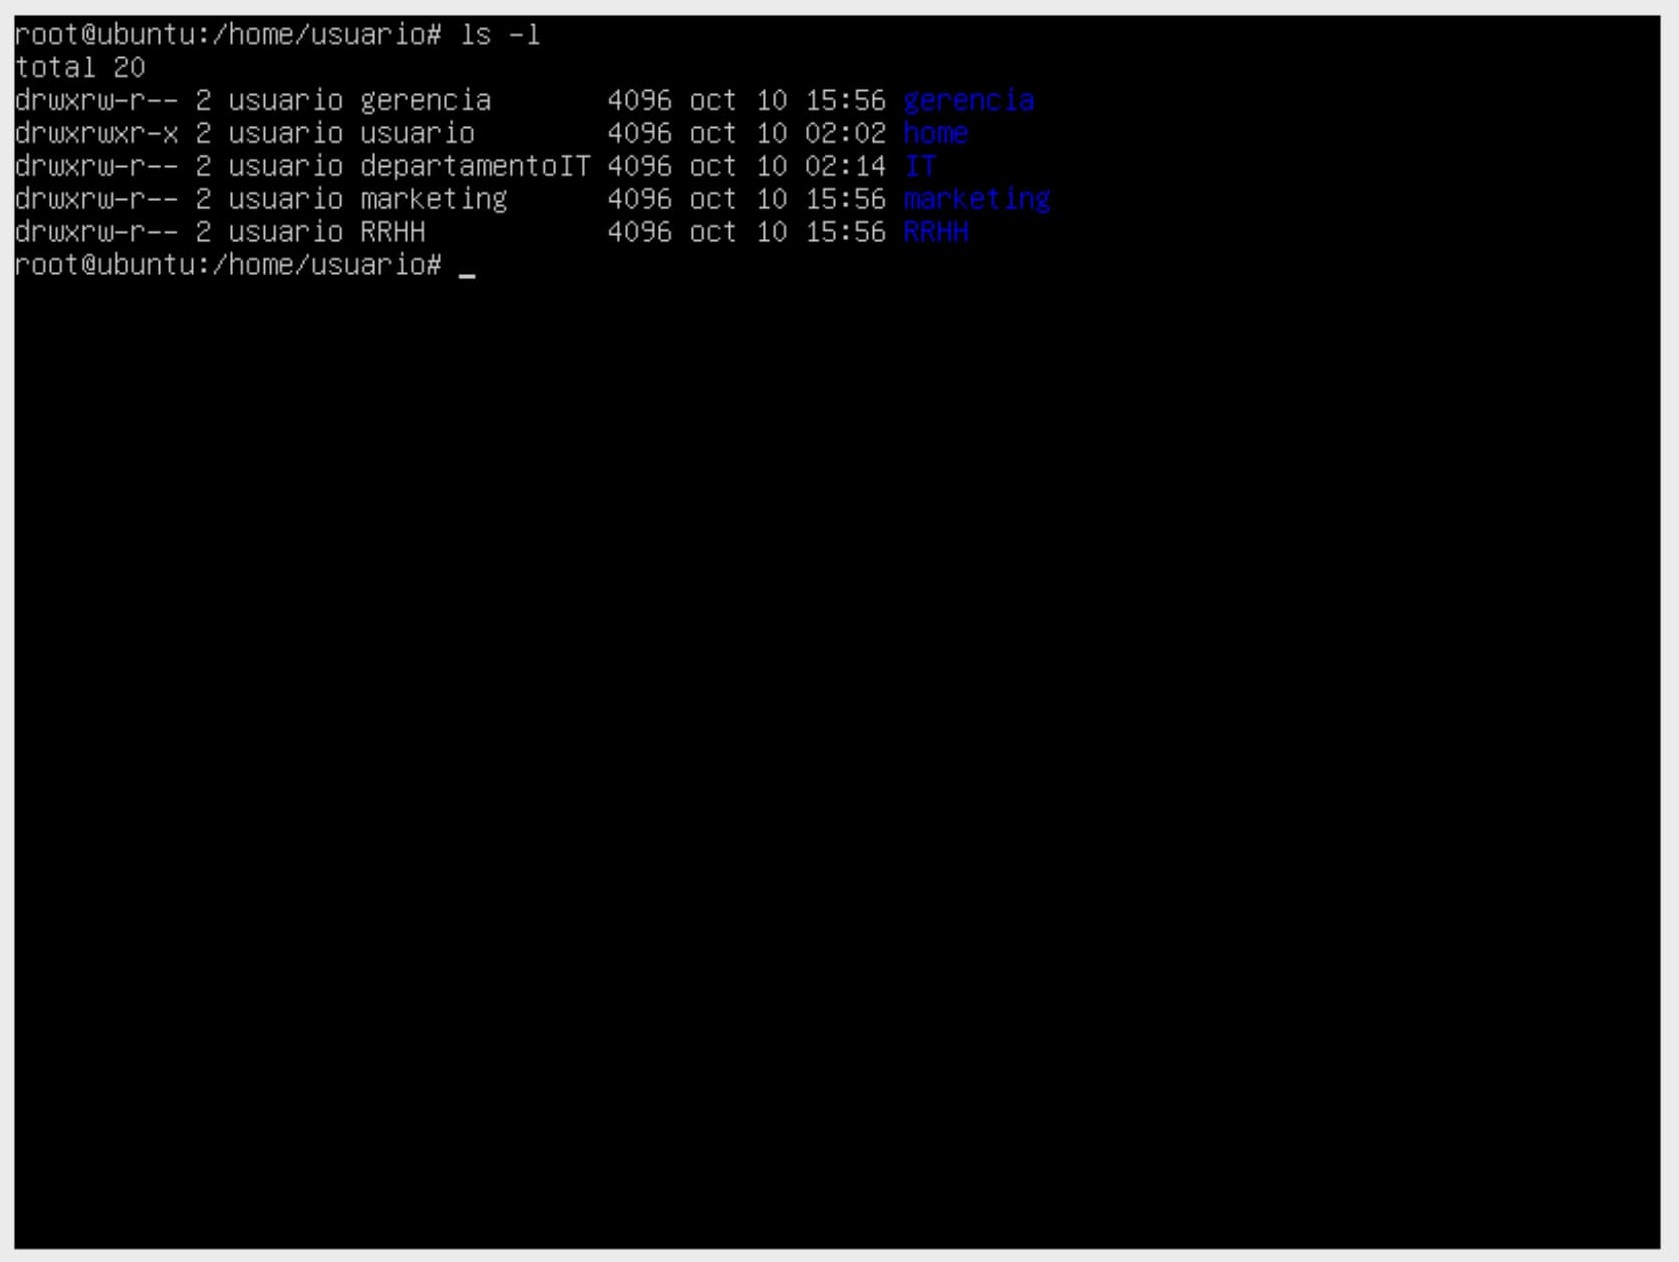 root@ubuntu:/home/usuario# ls -l
total 20
drwxrw-r-- 2 usuario gerencia       4096 oct 10 15:56 gerencia
drwxrwxr-x 2 usuario usuario        4096 oct 10 02:02 home
drwxrw-r-- 2 usuario departamentoIT 4096 oct 10 02:14 IT
drwxrw-r-- 2 usuario marketing      4096 oct 10 15:56 marketing
drwxrw-r-- 2 usuario RRHH           4096 oct 10 15:56 RRHH
root@ubuntu:/home/usuario# _